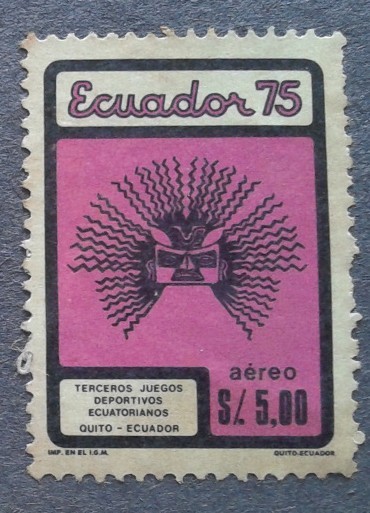 Ecuador 75
aéreo
TERCEROS JUEGOS
DEPORTIVOS
ECUATORIANOS
QUITO - ECUADOR
S/. 5,00
IMP. EN EL I.G.M.
QUITO-ECUADOR